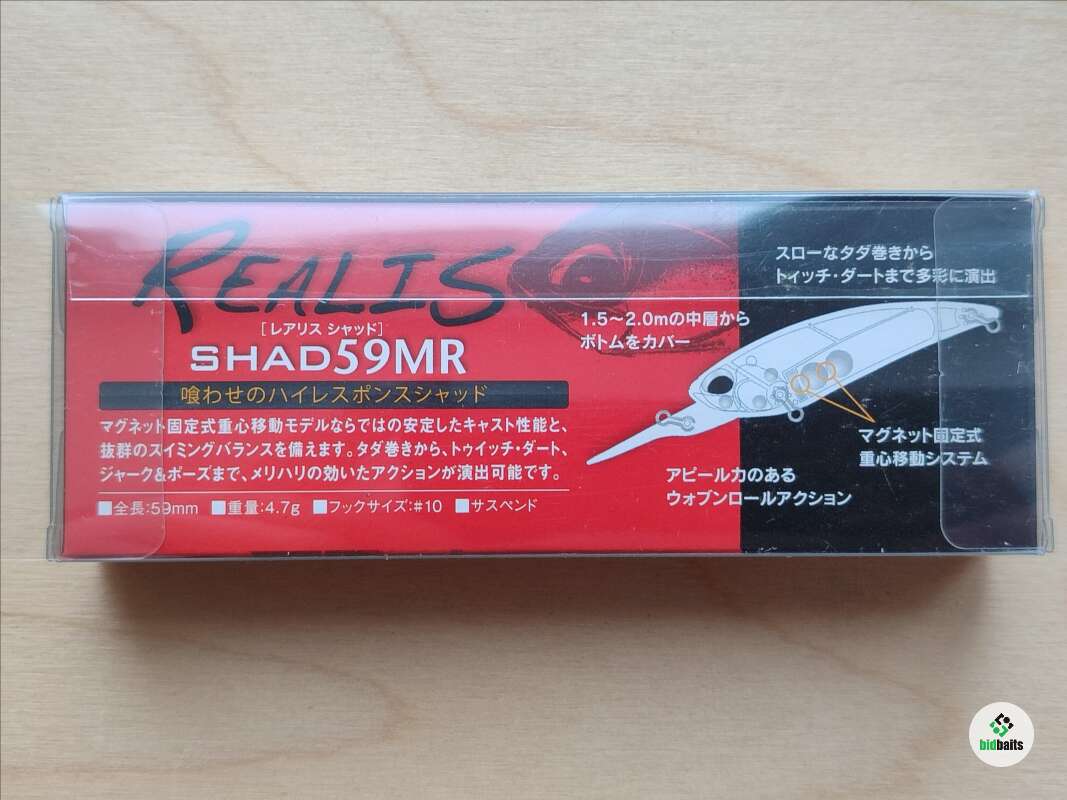 REALIS
[レアリス シャッド]
SHAD59MR
喰わせのハイレスポンスシャッド
マグネット固定式重心移動モデルならではの安定したキャスト性能と、
抜群のスイミングバランスを備えます。タダ巻きから、トゥイッチ・ダート、
ジャーク&ポーズまで、メリハリの効いたアクションが演出可能です。
■全長:59mm ■重量:4.7g ■フックサイズ:#10 ■サスペンド
1.5〜2.0mの中層から
ボトムをカバー
スローなタダ巻きから
トィッチ・ダートまで多彩に演出
マグネット固定式
重心移動システム
アピール力のある
ウォブンロールアクション
bidbaits